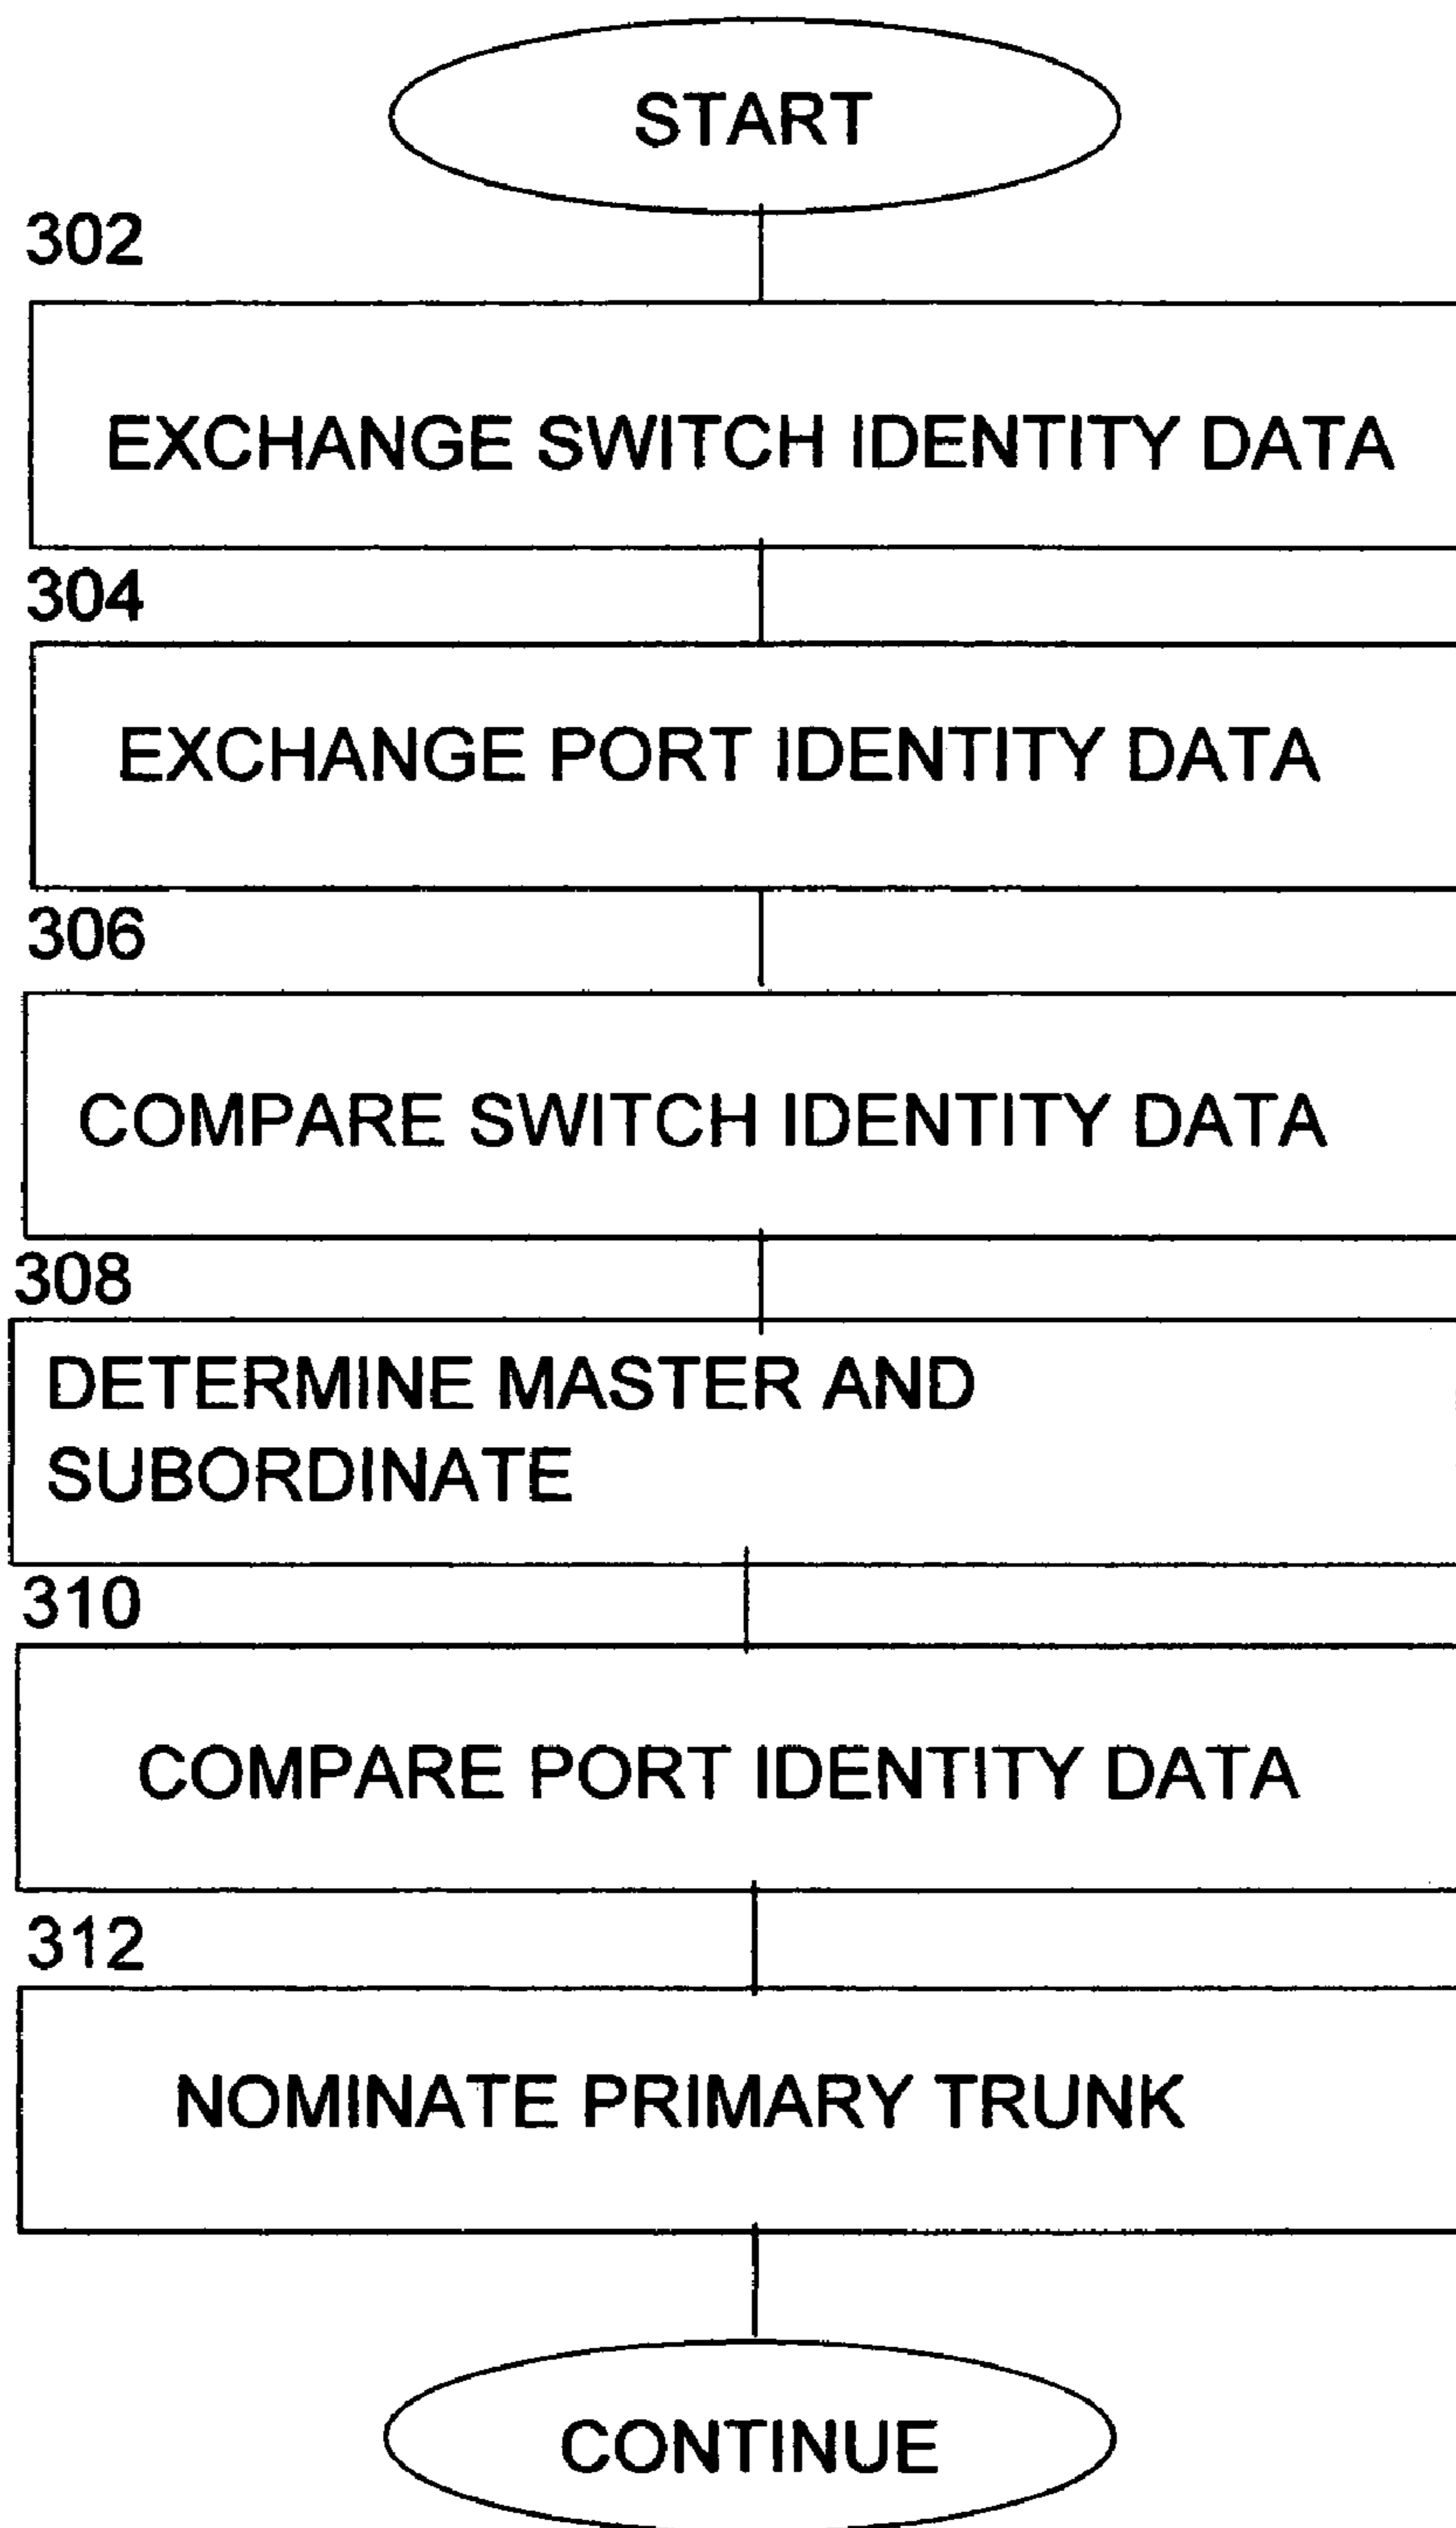 START
302
EXCHANGE SWITCH IDENTITY DATA
304
EXCHANGE PORT IDENTITY DATA
306
COMPARE SWITCH IDENTITY DATA
308
DETERMINE MASTER AND
SUBORDINATE
310
COMPARE PORT IDENTITY DATA
312
NOMINATE PRIMARY TRUNK
CONTINUE